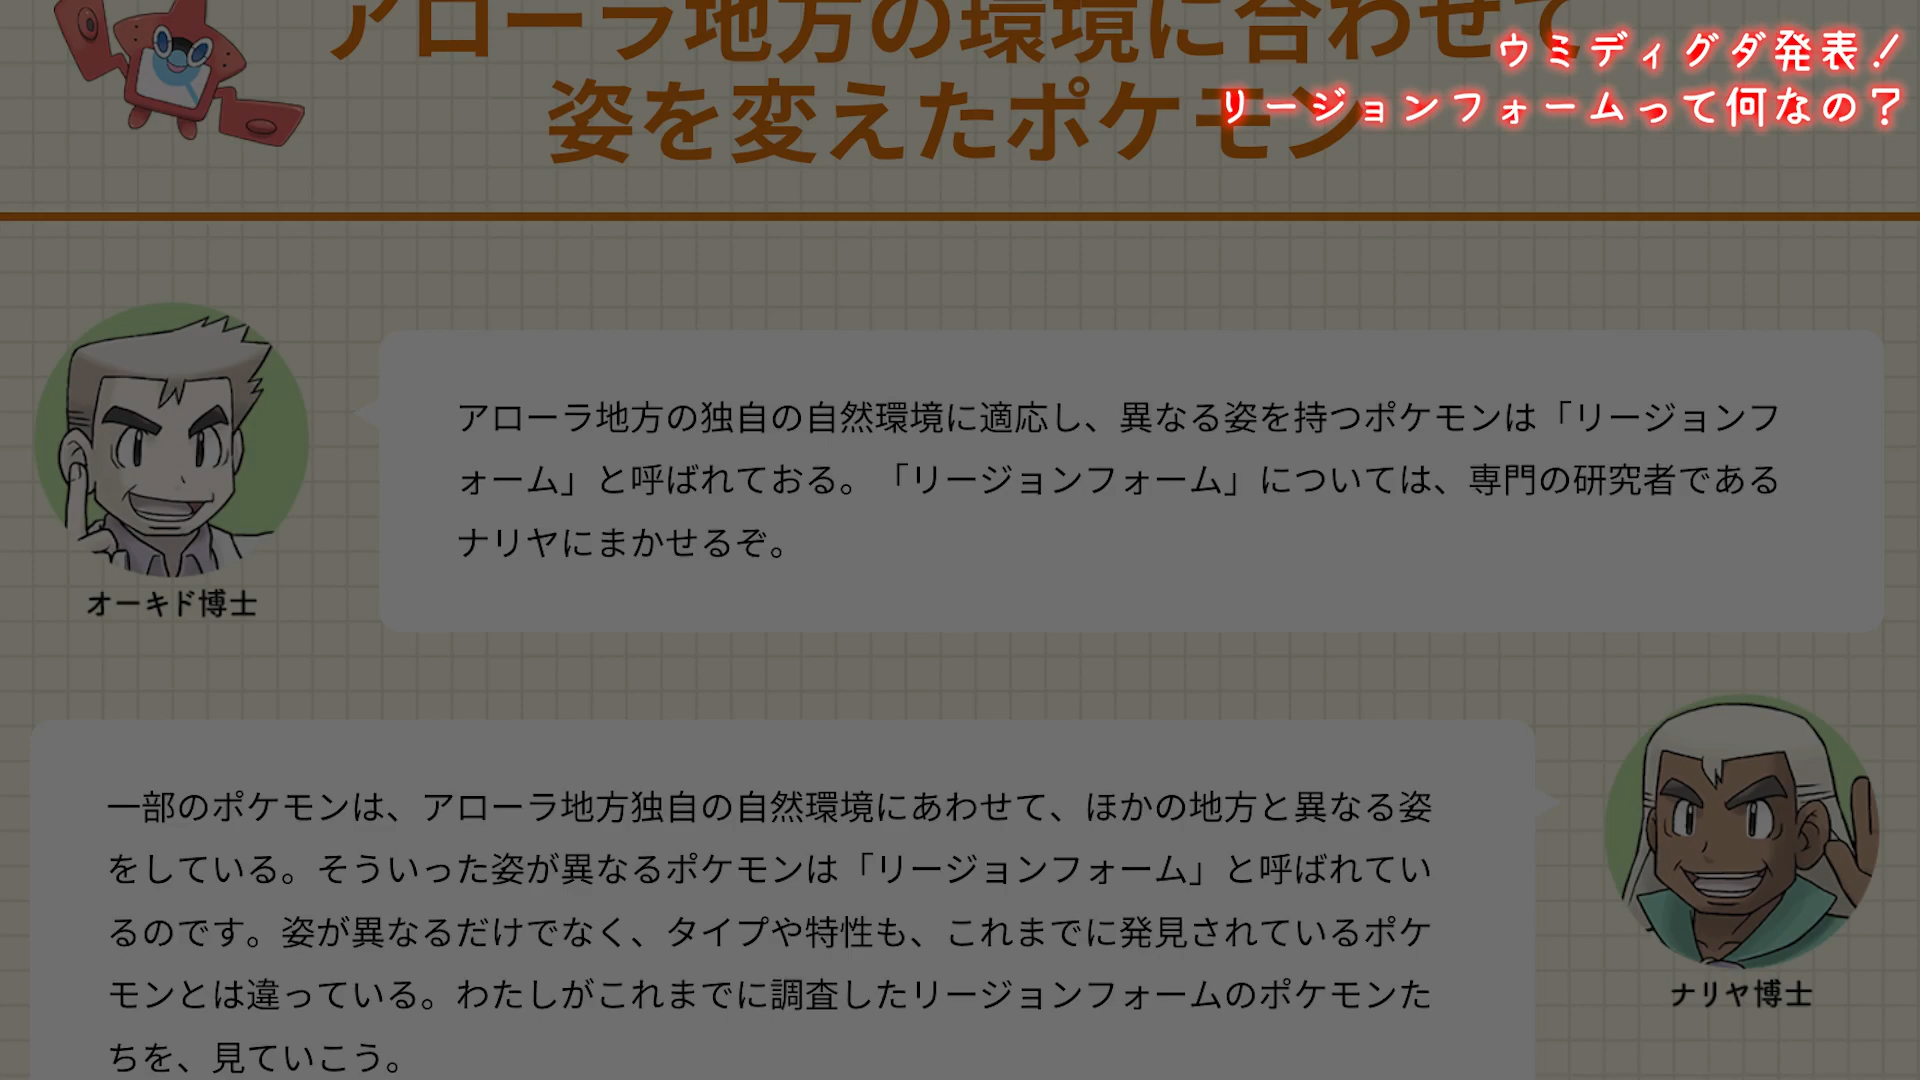 アローラ地方の環境に合わせて
姿を変えたポケモン
ウミディグダ発表！
リージョンフォームって何なの？
アローラ地方の独自の自然環境に適応し、異なる姿を持つポケモンは「リージョンフ
ォーム」と呼ばれておる。「リージョンフォーム」については、専門の研究者である
ナリヤにまかせるぞ。
オーキド博士
一部のポケモンは、アローラ地方独自の自然環境にあわせて、ほかの地方と異なる姿
をしている。そういった姿が異なるポケモンは「リージョンフォーム」と呼ばれてい
るのです。姿が異なるだけでなく、タイプや特性も、これまでに発見されているポケ
モンとは違っている。わたしがこれまでに調査したリージョンフォームのポケモンた
ちを、見ていこう。
ナリヤ博士